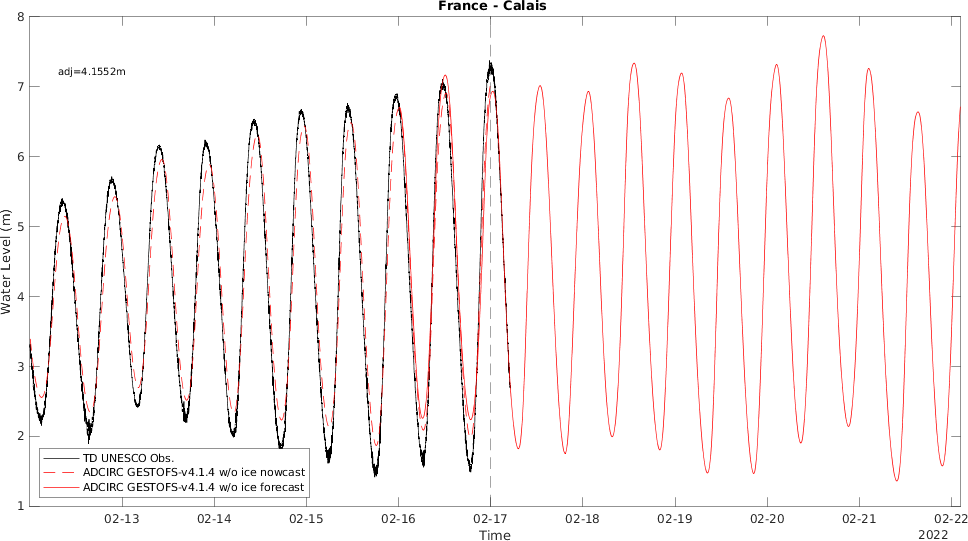 France - Calais
8
7
6
5
4
3
2
1
Water Level (m)
adj=4.1552m
TD UNESCO Obs.
ADCIRC GESTOFS-v4.1.4 w/o ice nowcast
ADCIRC GESTOFS-v4.1.4 w/o ice forecast
02-13 02-14 02-15 02-16 02-17 02-18 02-19 02-20 02-21 02-22
Time
2022